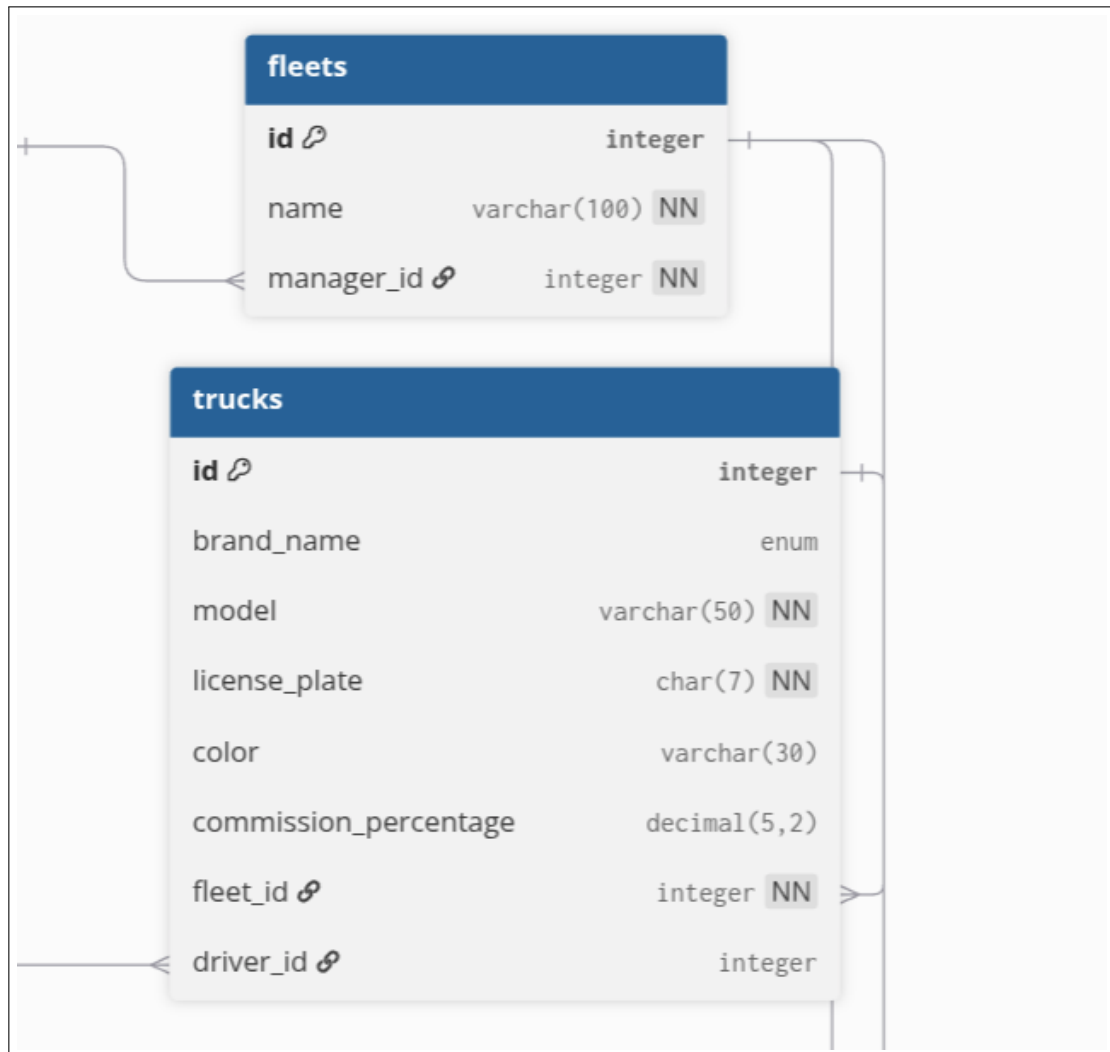 fleets
id integer
name varchar(100) NN
manager_id integer NN
trucks
id integer
brand_name enum
model varchar(50) NN
license_plate char(7) NN
color varchar(30)
commission_percentage decimal(5,2)
fleet_id integer NN
driver_id integer